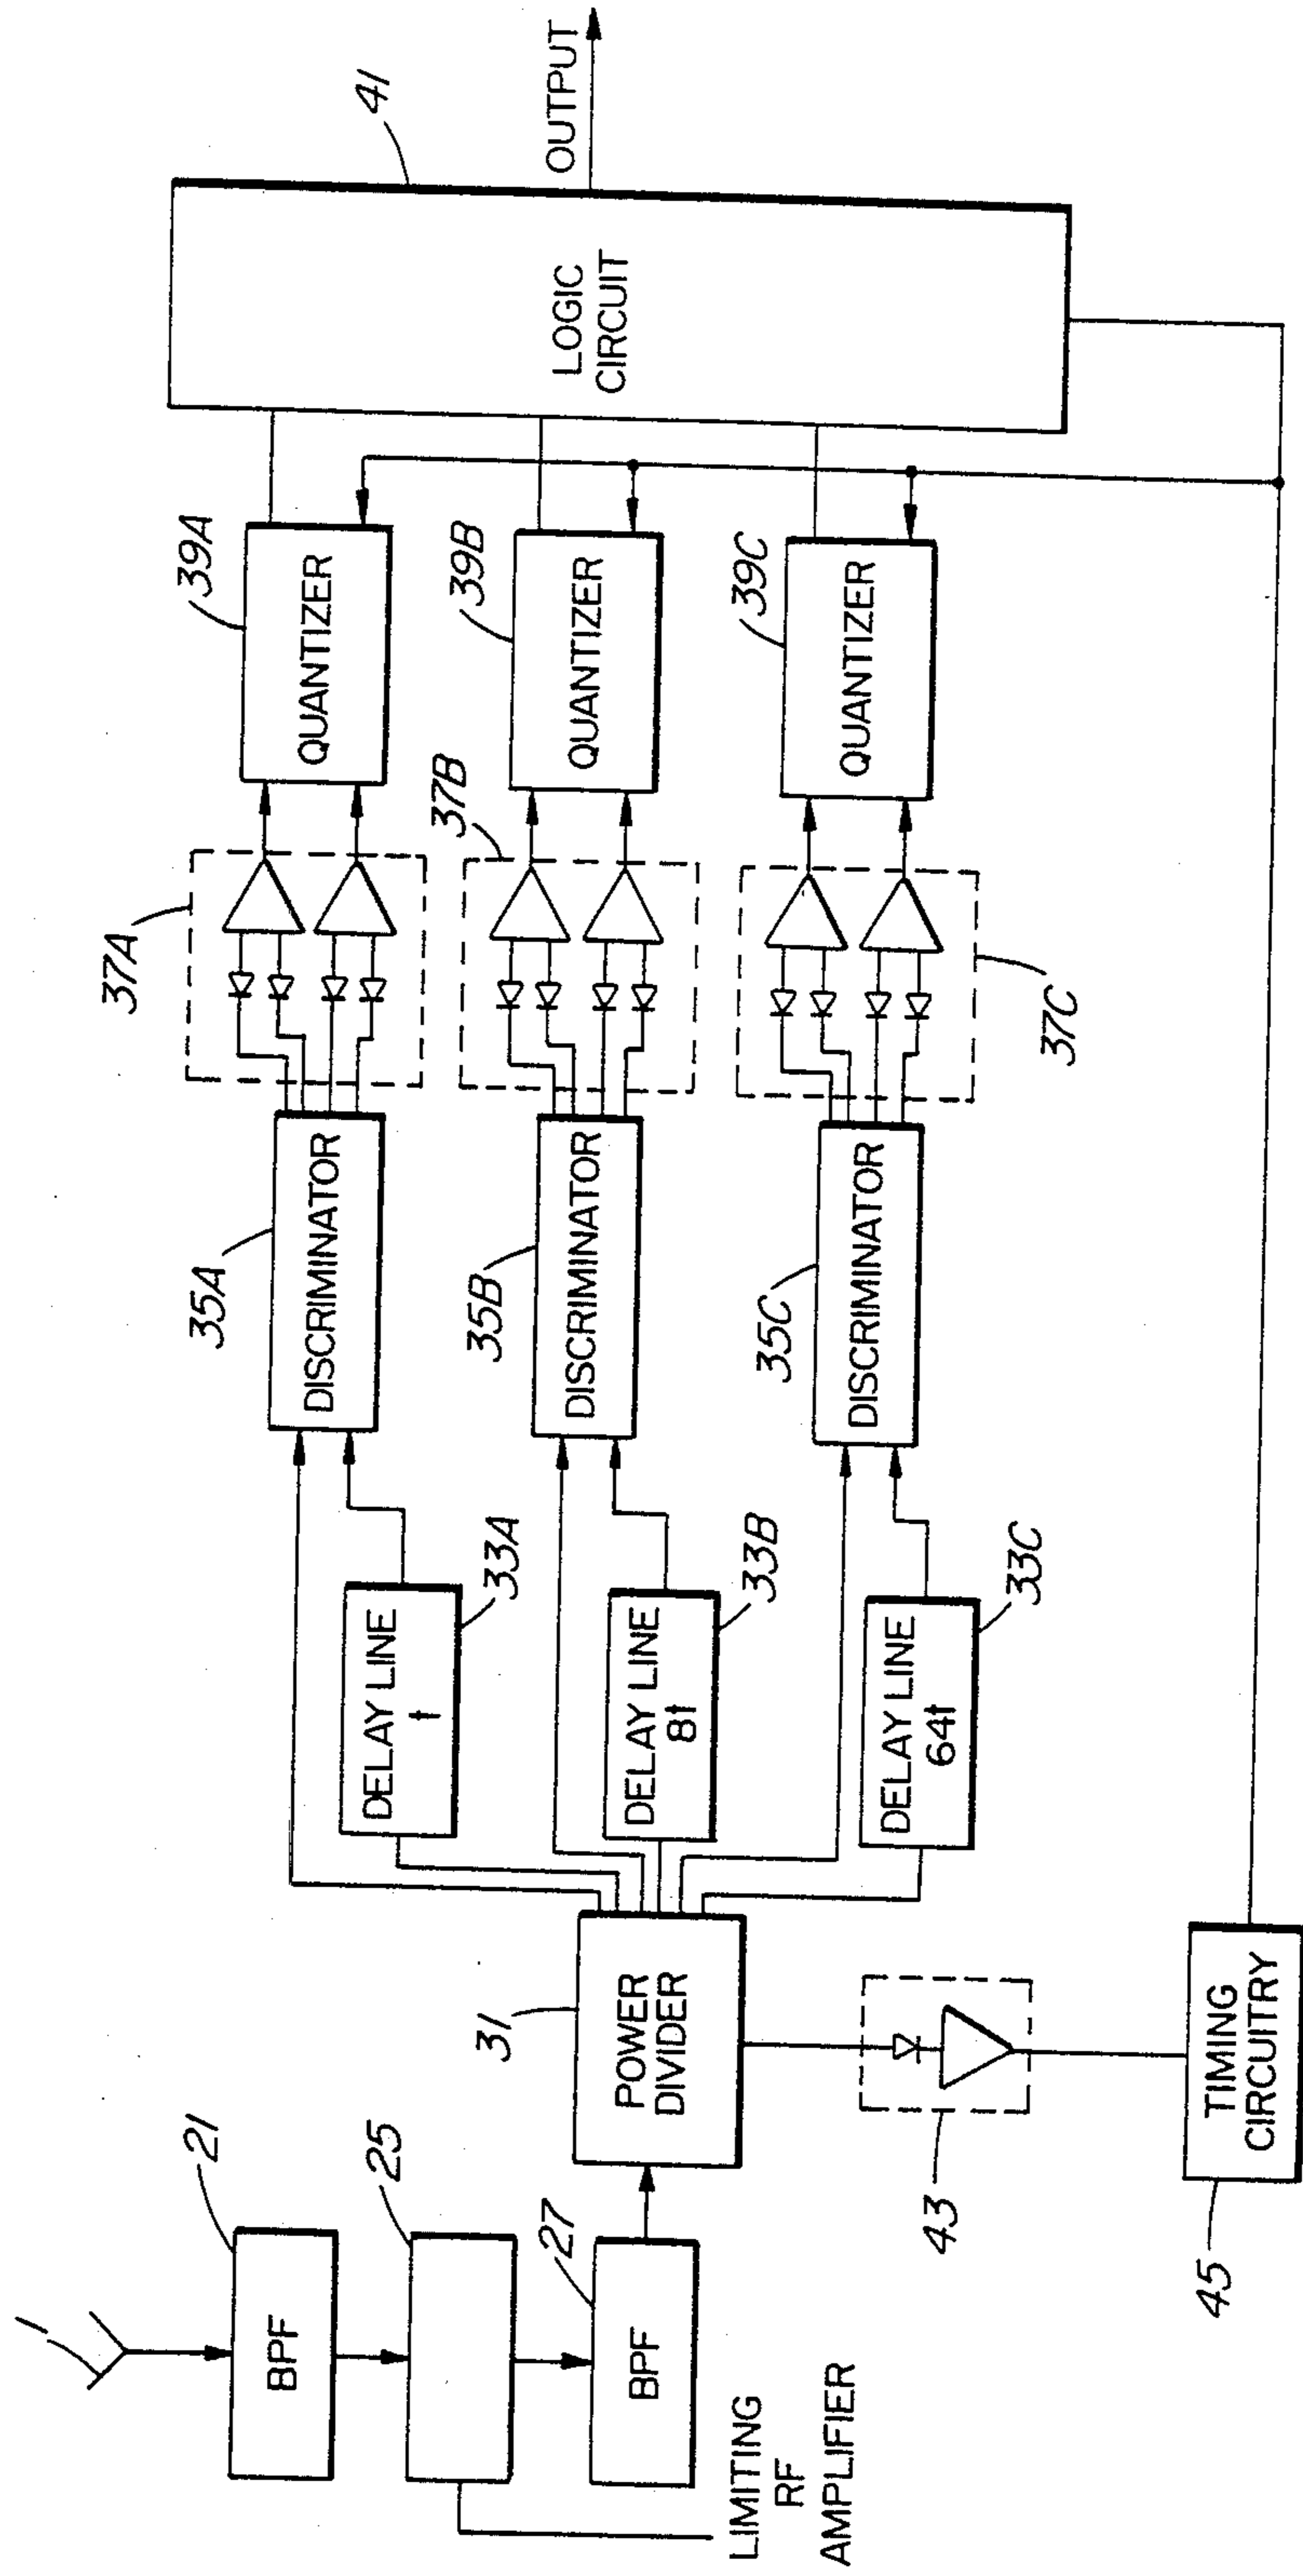 1
21
BPF
25
LIMITING
RF
AMPLIFIER
27
BPF
31
POWER
DIVIDER
43
45
TIMING
CIRCUITRY
DELAY LINE
t
33A
DELAY LINE
8t
33B
DELAY LINE
64t
33C
35A
DISCRIMINATOR
35B
DISCRIMINATOR
35C
DISCRIMINATOR
37A
37B
37C
39A
QUANTIZER
39B
QUANTIZER
39C
QUANTIZER
LOGIC
CIRCUIT
41
OUTPUT